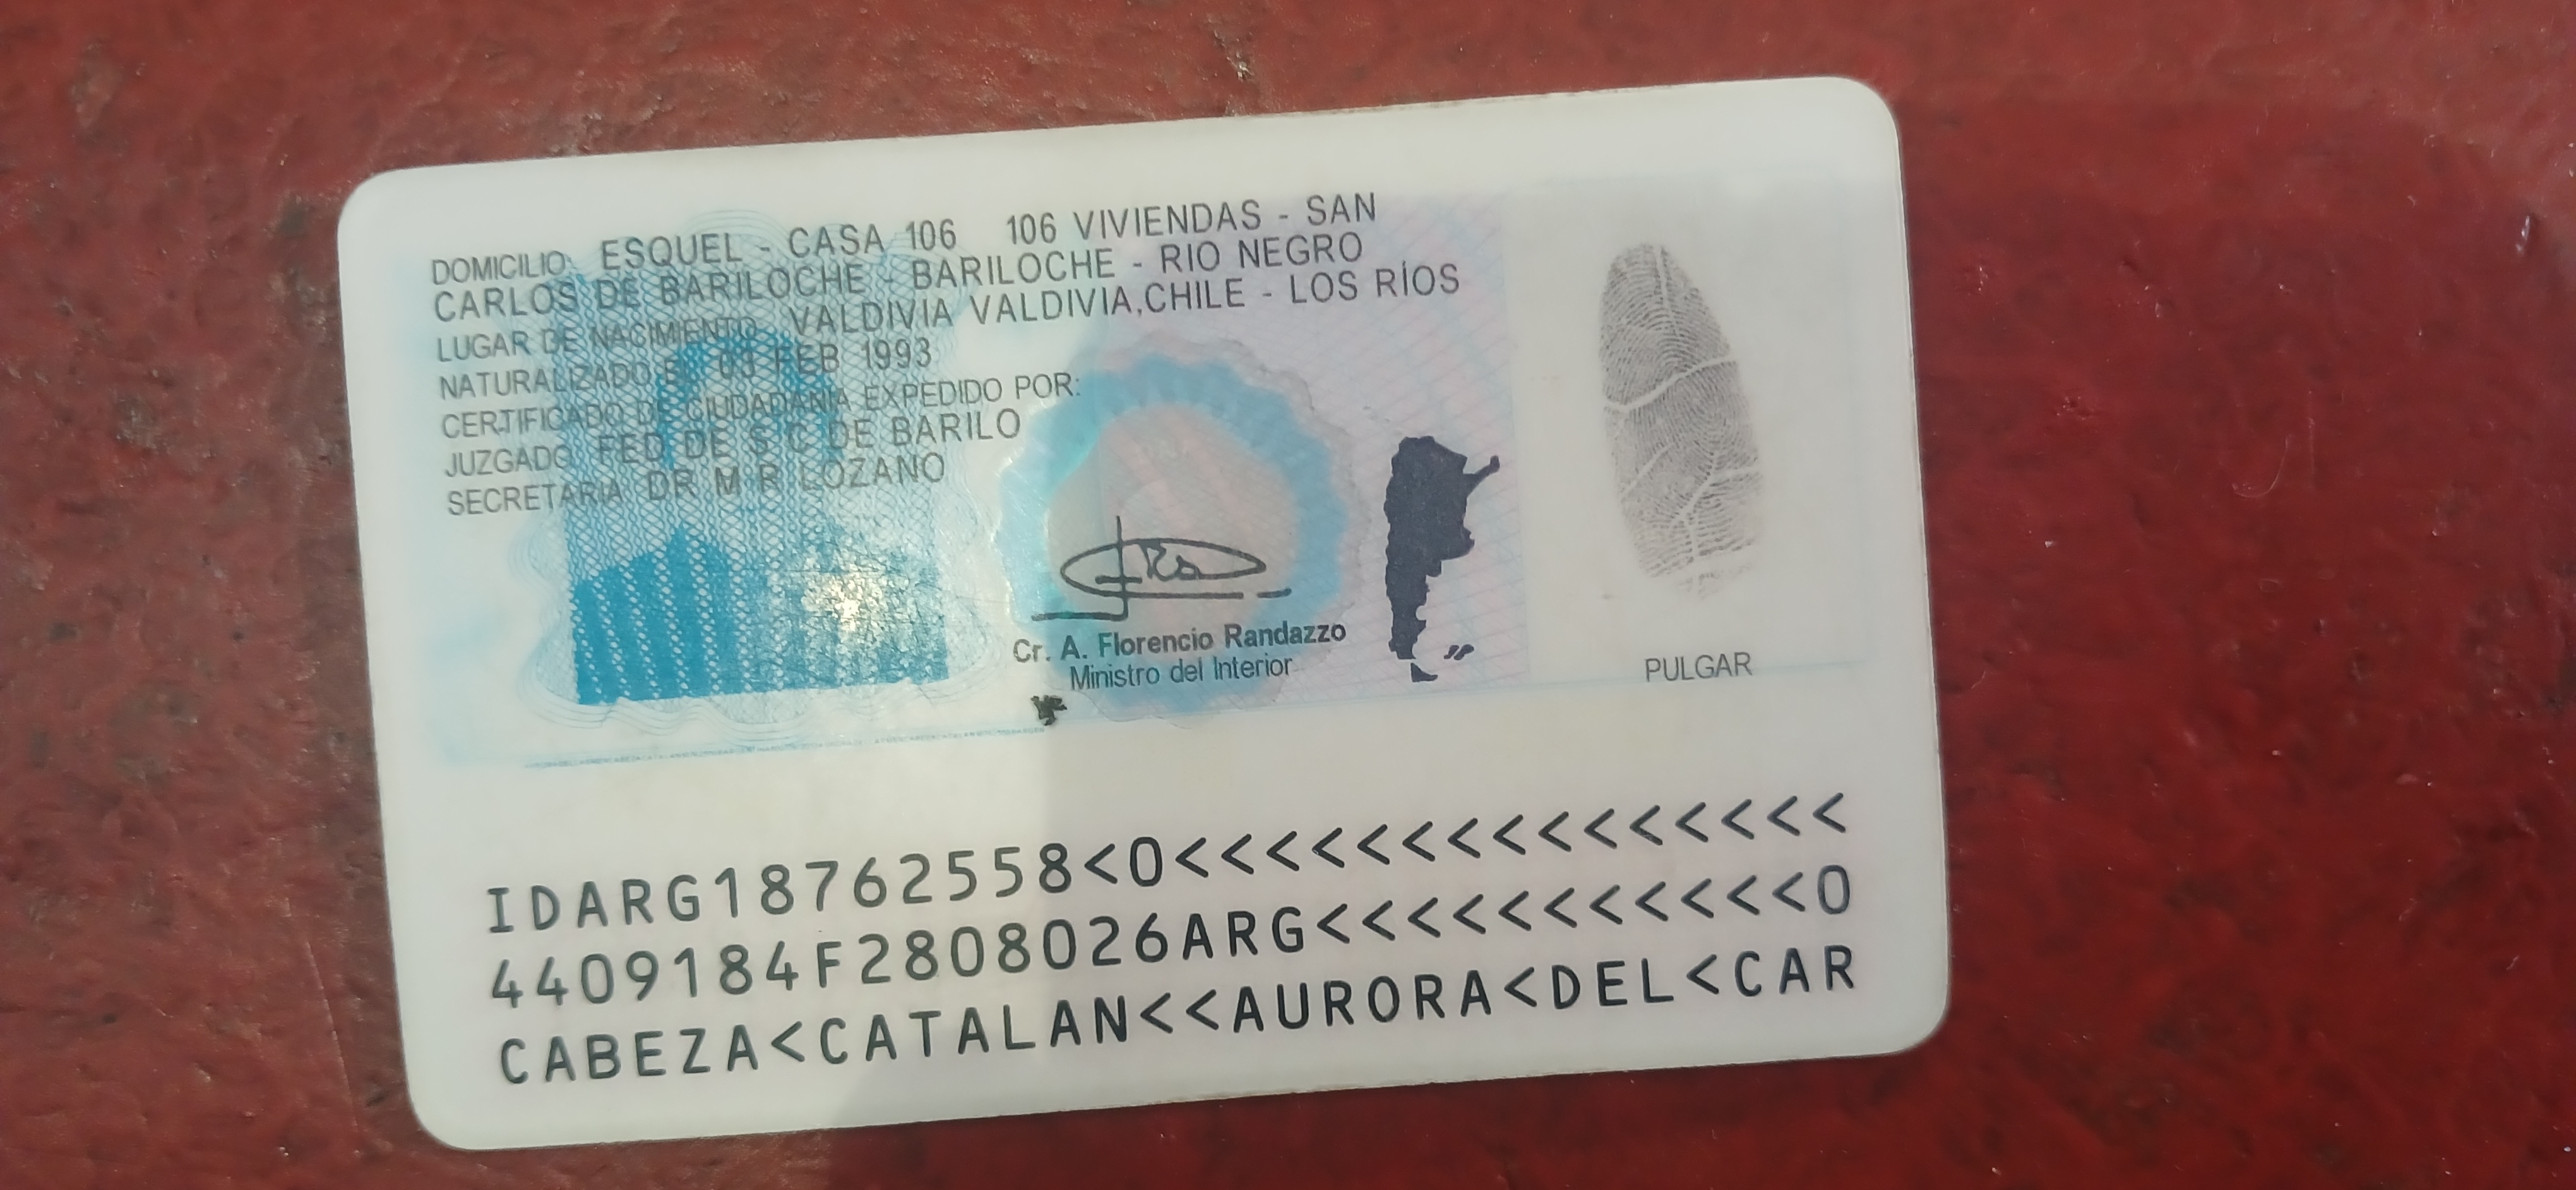 DOMICILIO: ESQUEL - CASA 106 106 VIVIENDAS - SAN
CARLOS DE BARILOCHE - BARILOCHE - RIO NEGRO
LUGAR DE NACIMIENTO: VALDIVIA VALDIVIA,CHILE - LOS RÍOS
NATURALIZADO EL FEB 1993
CERTIFICADO DE CIUDADANIA EXPEDIDO POR:
JUZGADO FED DE S C DE BARILO
SECRETARIA DR M R LOZANO
Cr. A. Florencio Randazzo
Ministro del Interior
PULGAR
IDARG18762558<0<<<<<<<<<<<<<<<
4409184F2808026ARG<<<<<<<<<<<0
CABEZA<CATALAN<<AURORA<DEL<CAR